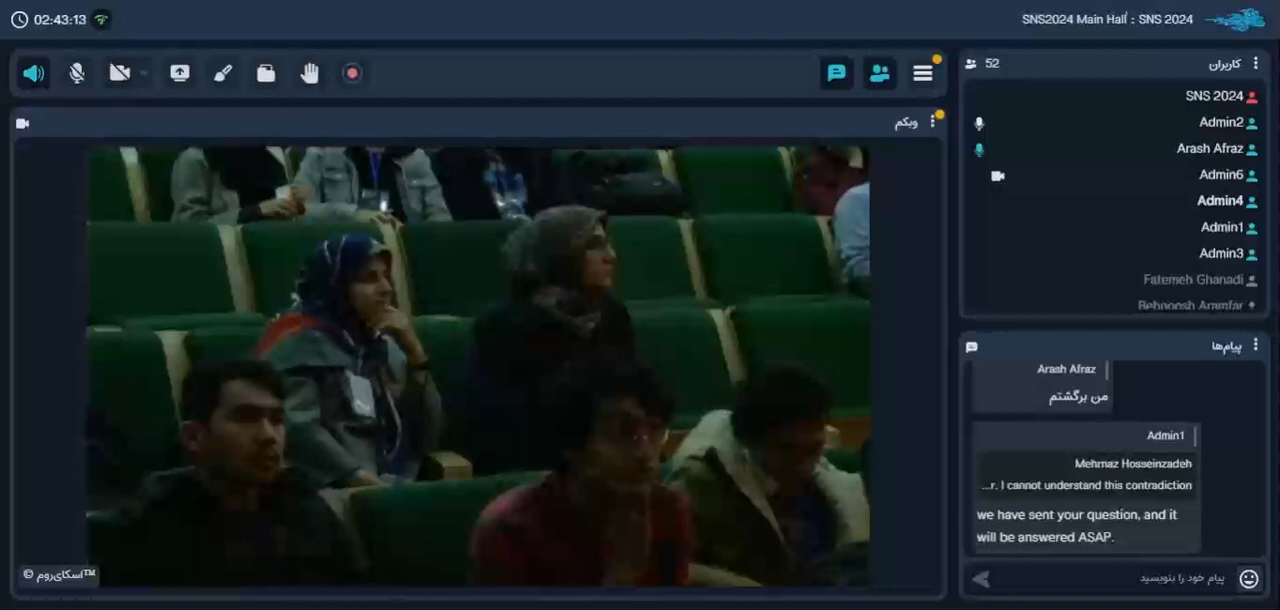 02:43:13
SNS2024 Main Hall : SNS 2024
وبکم
52
کاربران
SNS 2024
Admin2
Arash Afraz
Admin6
Admin4
Admin1
Admin3
Fatemeh Ghanadi
پیام‌ها
Arash Afraz
من برگشتم
Admin1
Mehrnaz Hosseinzadeh
...r. I cannot understand this contradiction
we have sent your question, and it
will be answered ASAP.
پیام خود را بنویسید
© اسکای‌روم™